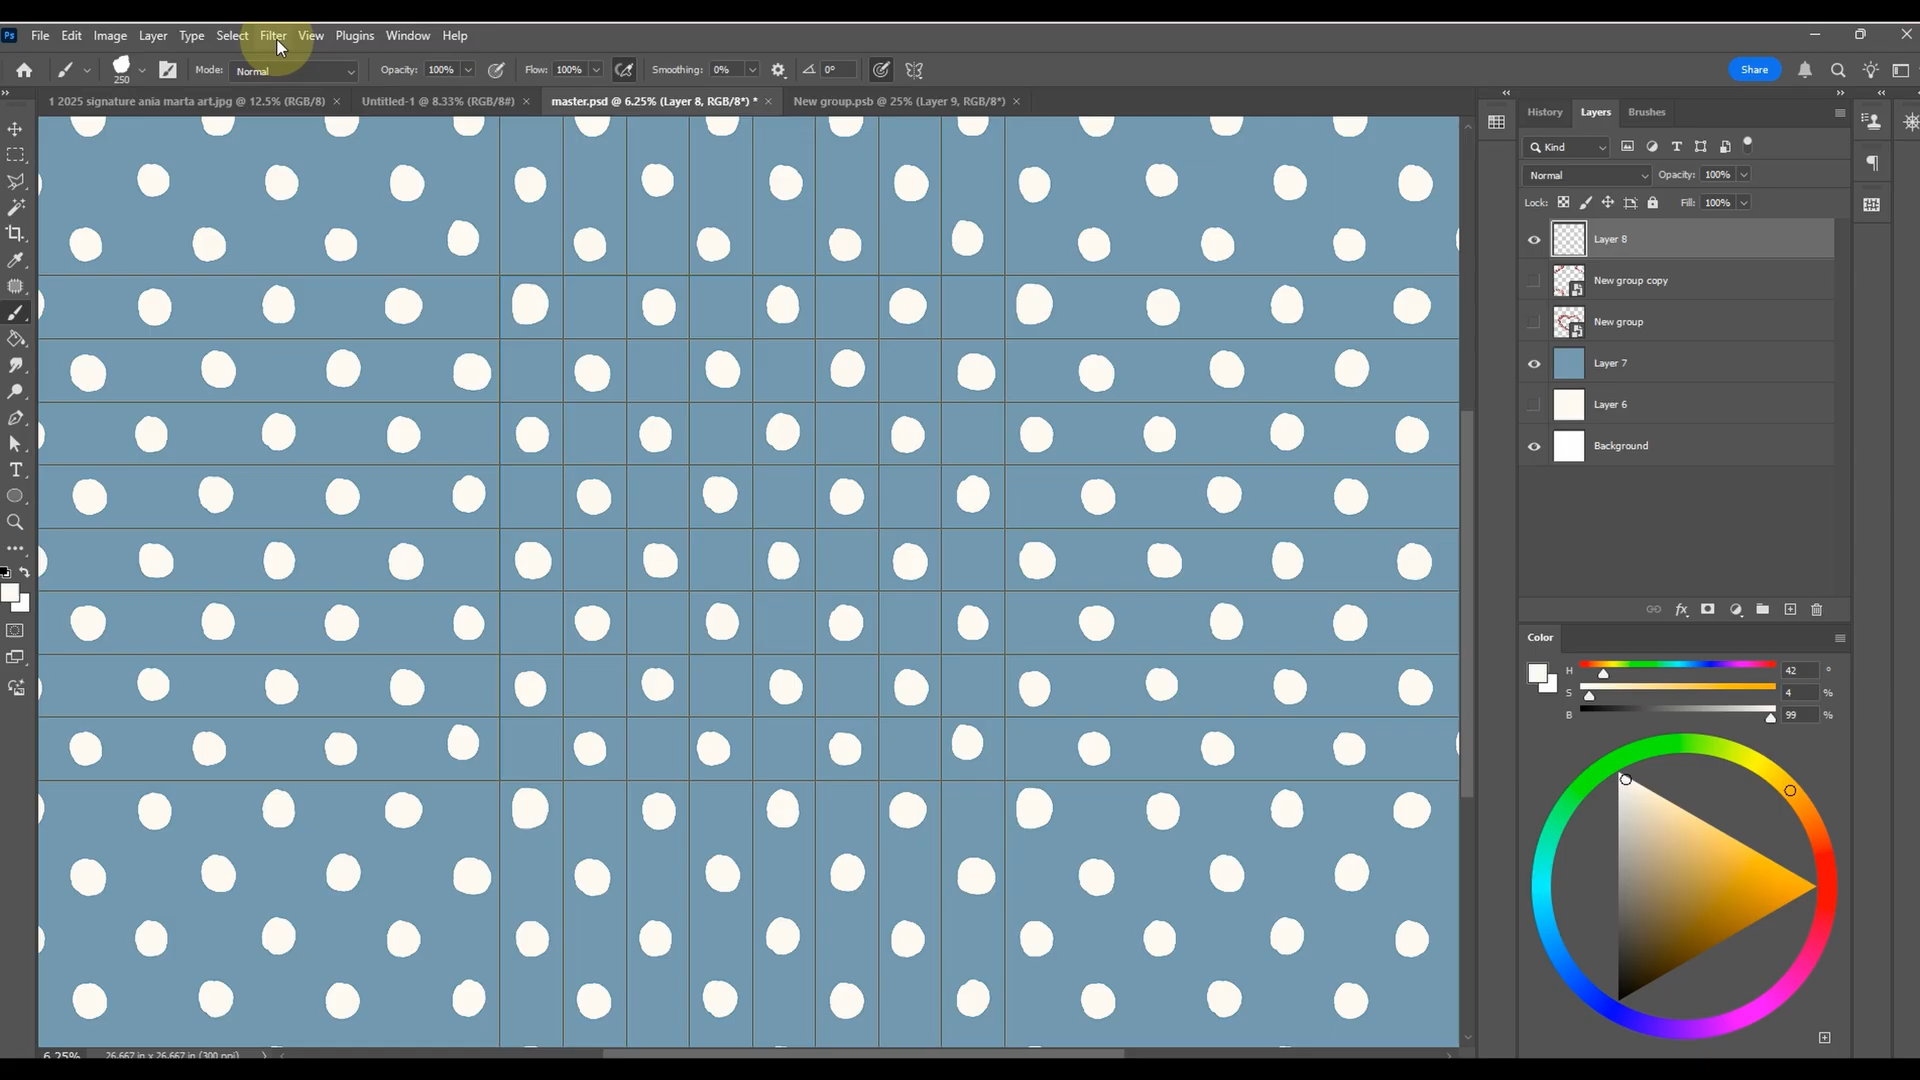 Ps File Edit Image Layer Type Select Filter View Plugins Window Help
250 Mode: Normal Opacity: 100% Flow: 100% Smoothing: 0% 0° Share
1 2025 signature ania marta art.jpg @ 12.5% (RGB/8) × Untitled-1 @ 8.33% (RGB/8#) × master.psd @ 6.25% (Layer 8, RGB/8*) * × New group.psb @ 25% (Layer 9, RGB/8*) ×
History Layers Brushes
Kind
Normal Opacity: 100%
Lock: Fill: 100%
Layer 8
New group copy
New group
Layer 7
Layer 6
Background
fx
Color
H 42 °
S 4 %
B 99 %
6.25% 26.667 in x 26.667 in (300 ppi)